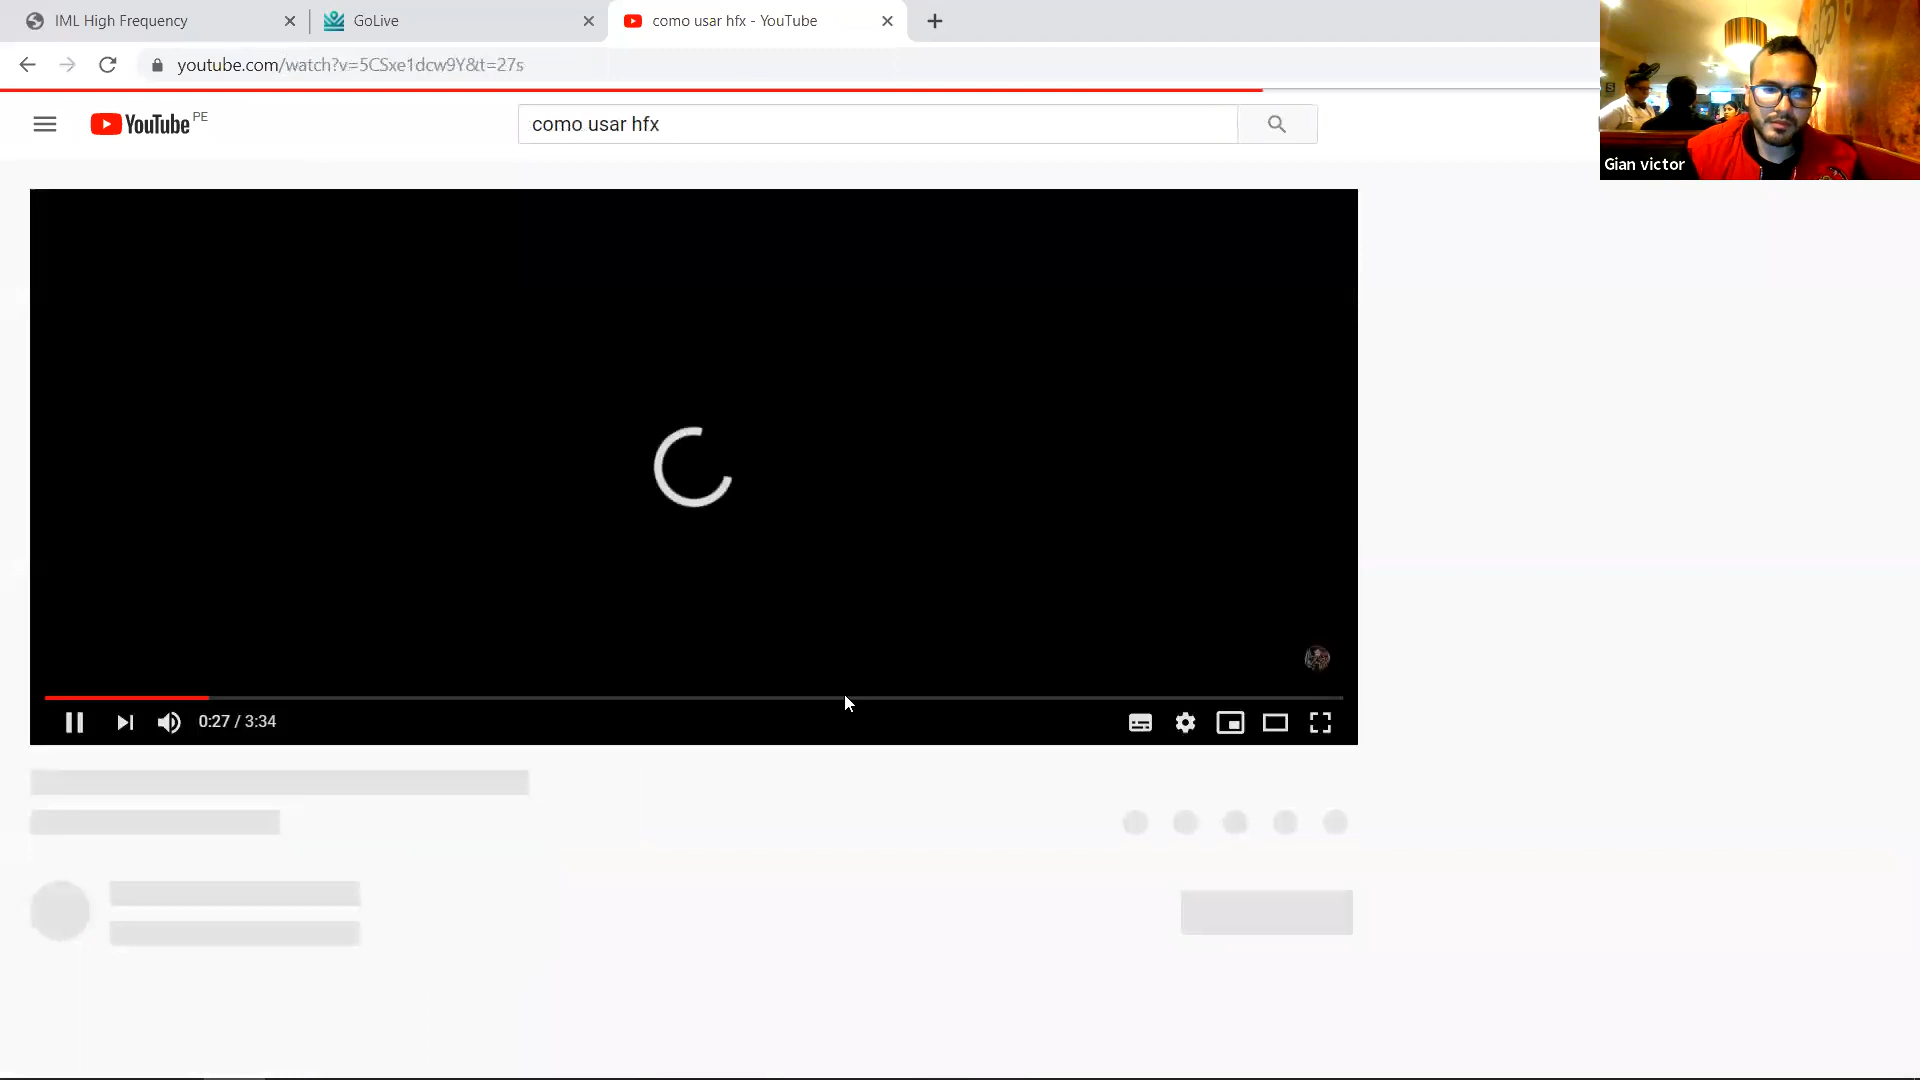 IML High Frequency
GoLive
como usar hfx - YouTube
youtube.com/watch?v=5CSxe1dcw9Y&t=27s
YouTube PE
como usar hfx
Gian victor
0:27 / 3:34